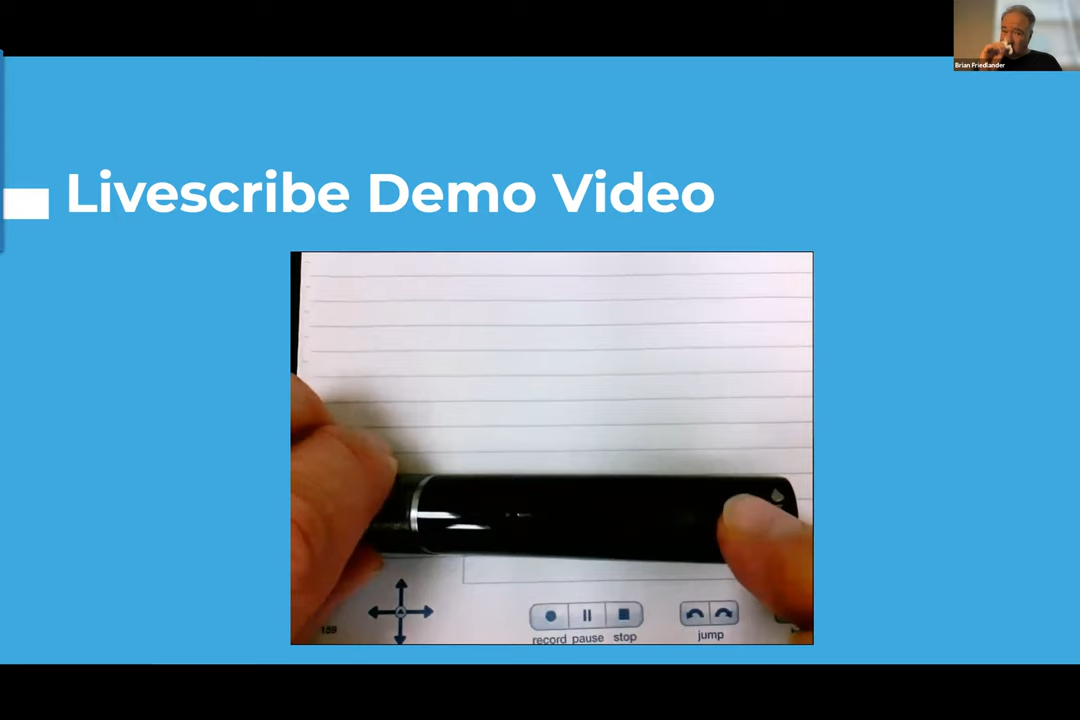 Brian Friedlander
Livescribe Demo Video
159
record pause stop
jump